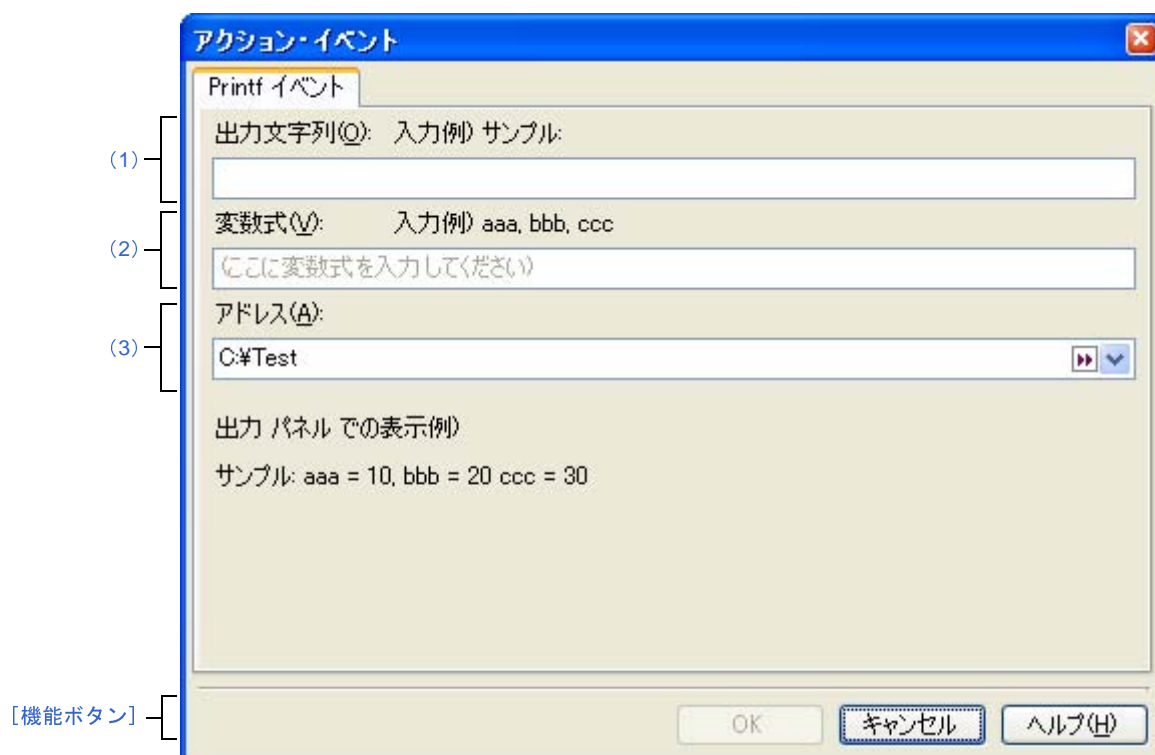 アクション・イベント
Printf イベント
(1)
出力文字列(O): 入力例) サンプル:
(2)
変数式(V): 入力例) aaa, bbb, ccc
(ここに変数式を入力してください)
(3)
アドレス(A):
C:¥Test
出力 パネル での表示例)
サンプル: aaa = 10, bbb = 20 ccc = 30
[機能ボタン]
OK キャンセル ヘルプ(H)